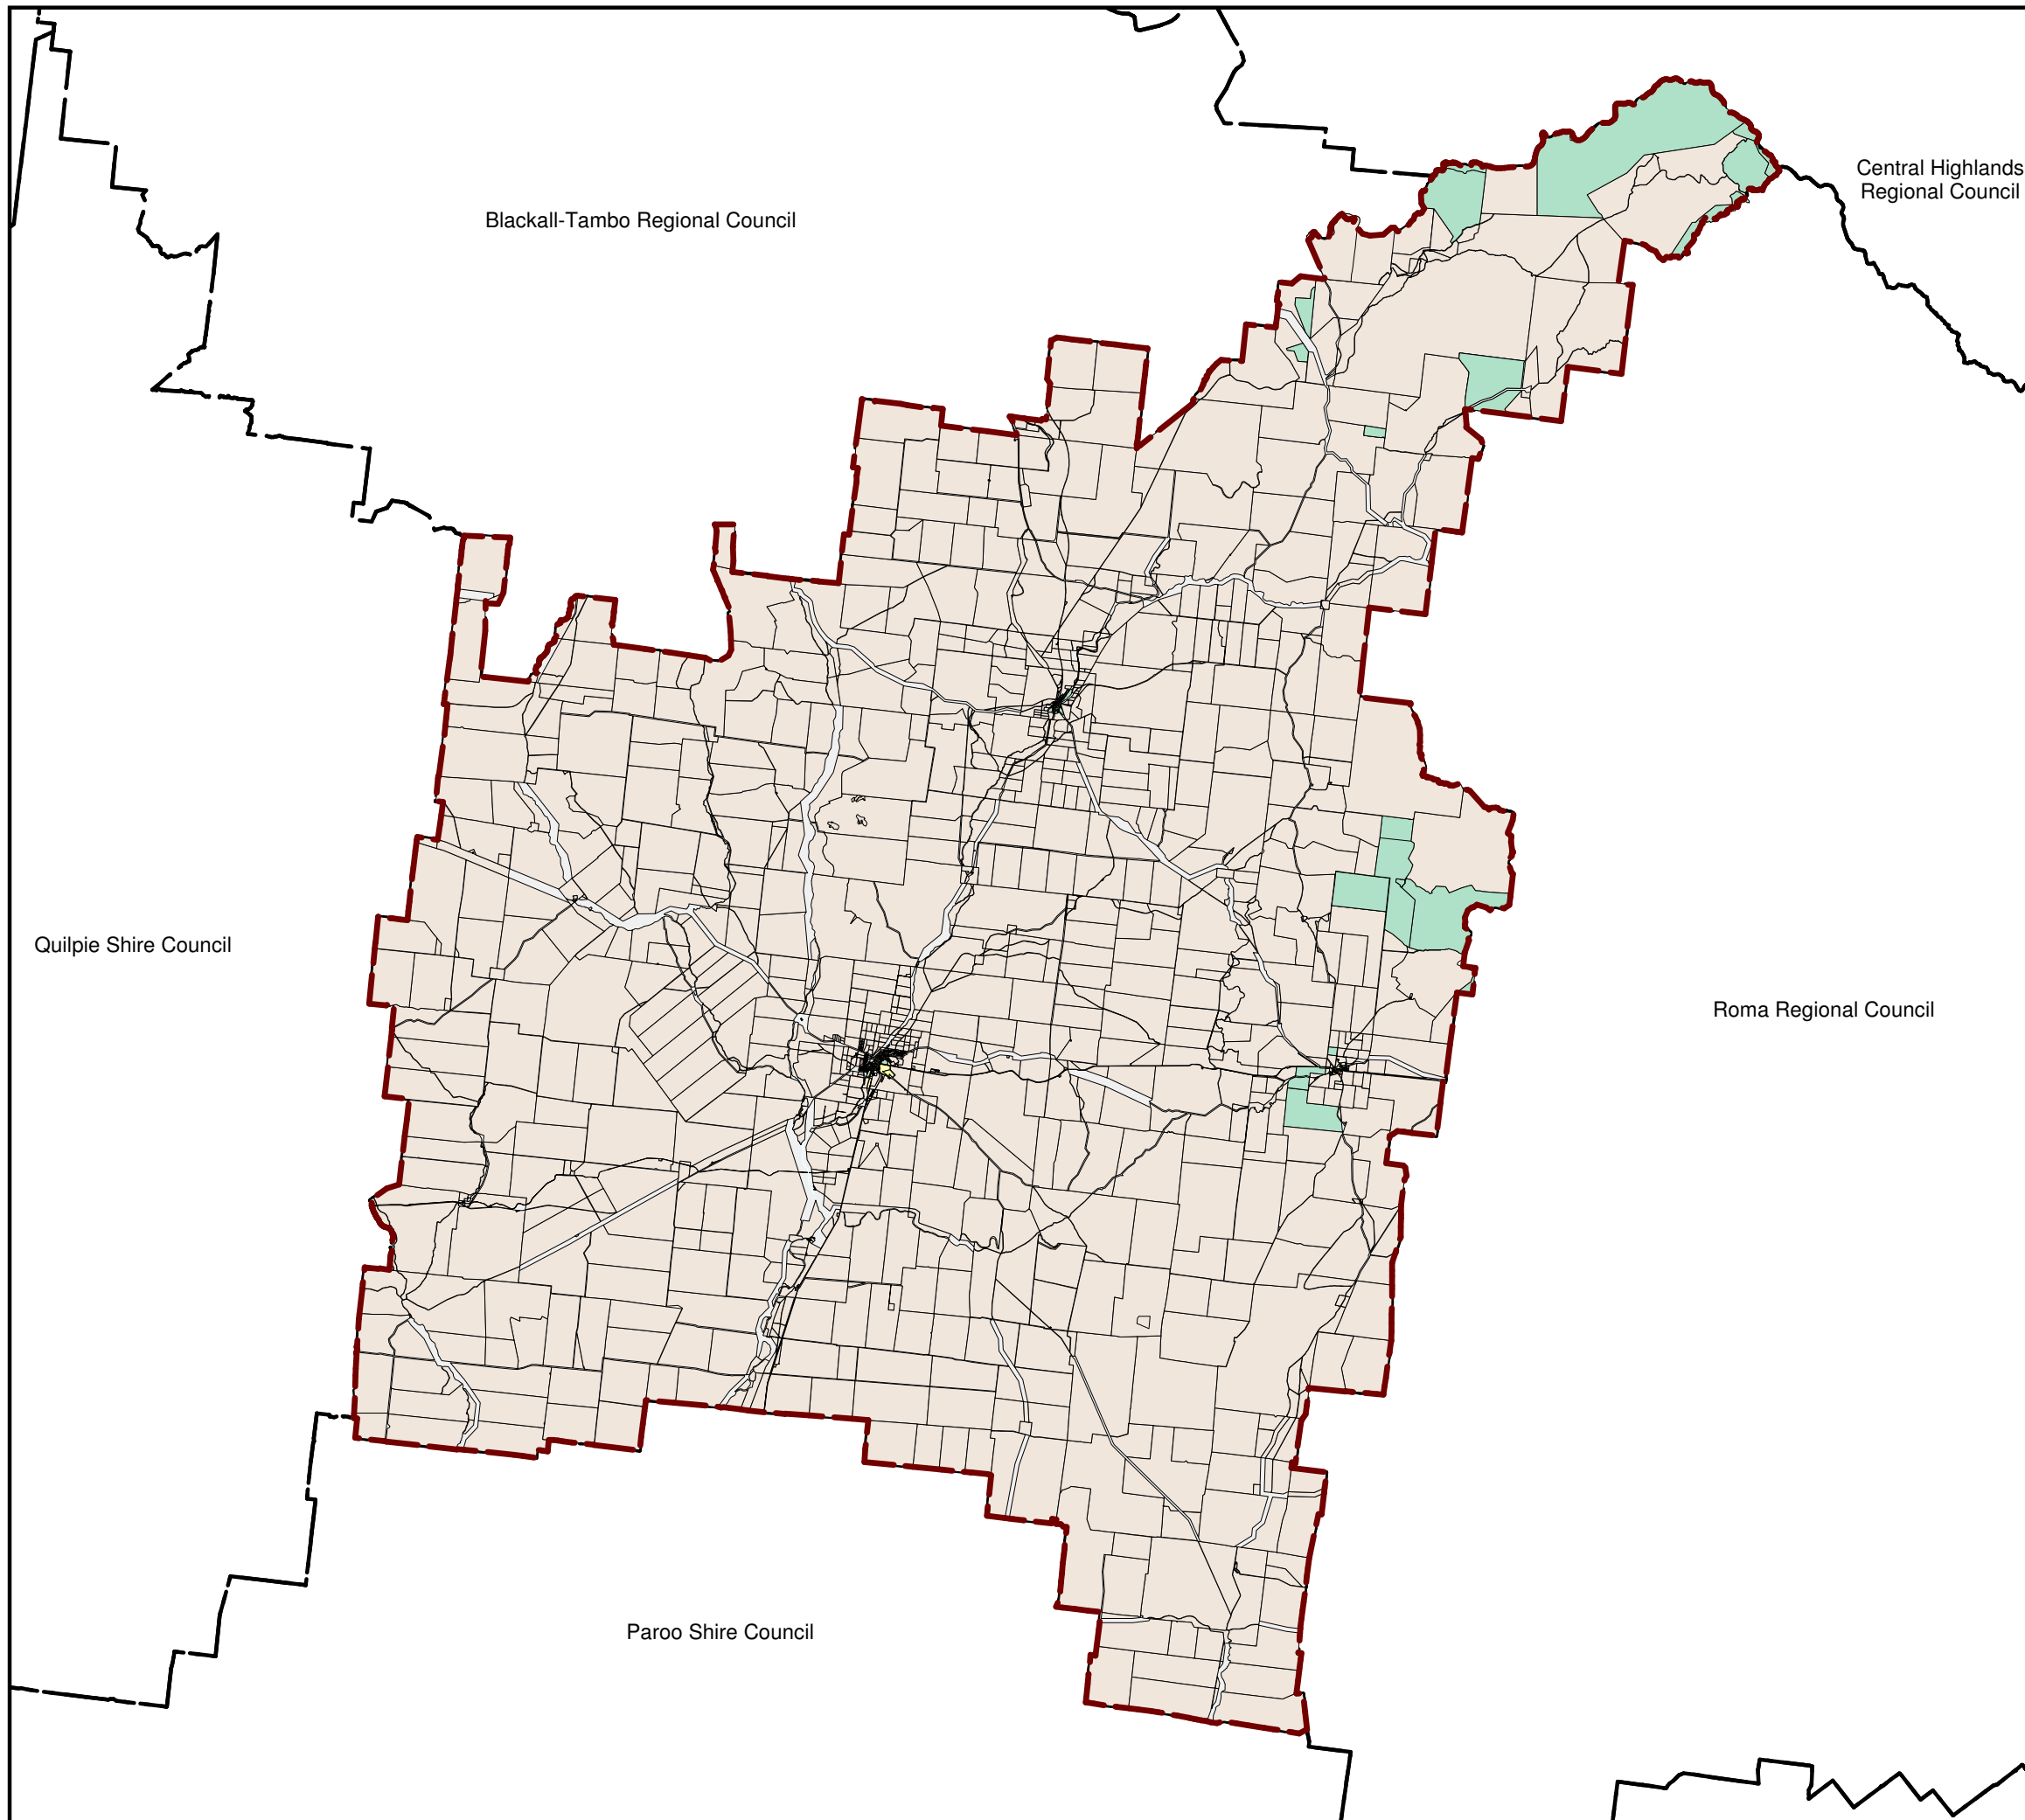 Central Highlands
Regional Council
Blackall-Tambo Regional Council
Quilpie Shire Council
Roma Regional Council
Paroo Shire Council